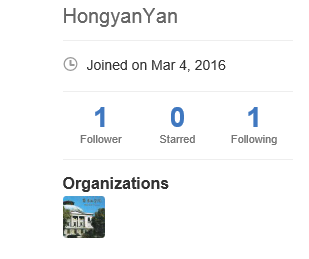 HongyanYan
Joined on Mar 4, 2016
1 0 1
Follower Starred Following
Organizations